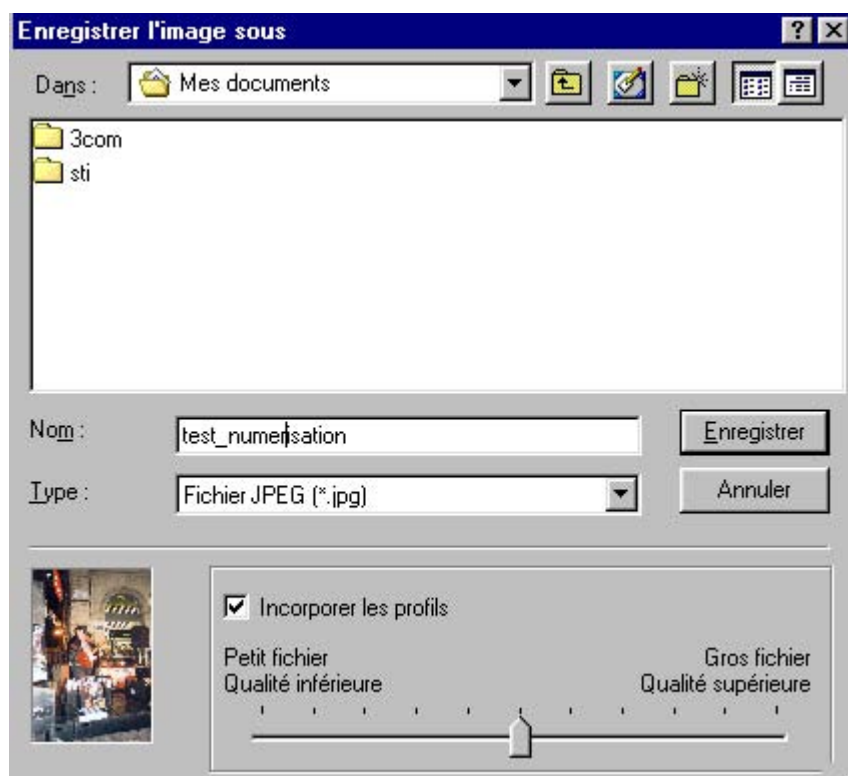 Enregistrer l'image sous
Dans : Mes documents
3com
sti
Nom : test_numerisation Enregistrer
Type : Fichier JPEG (*.jpg) Annuler
Incorporer les profils
Petit fichier Gros fichier
Qualité inférieure Qualité supérieure